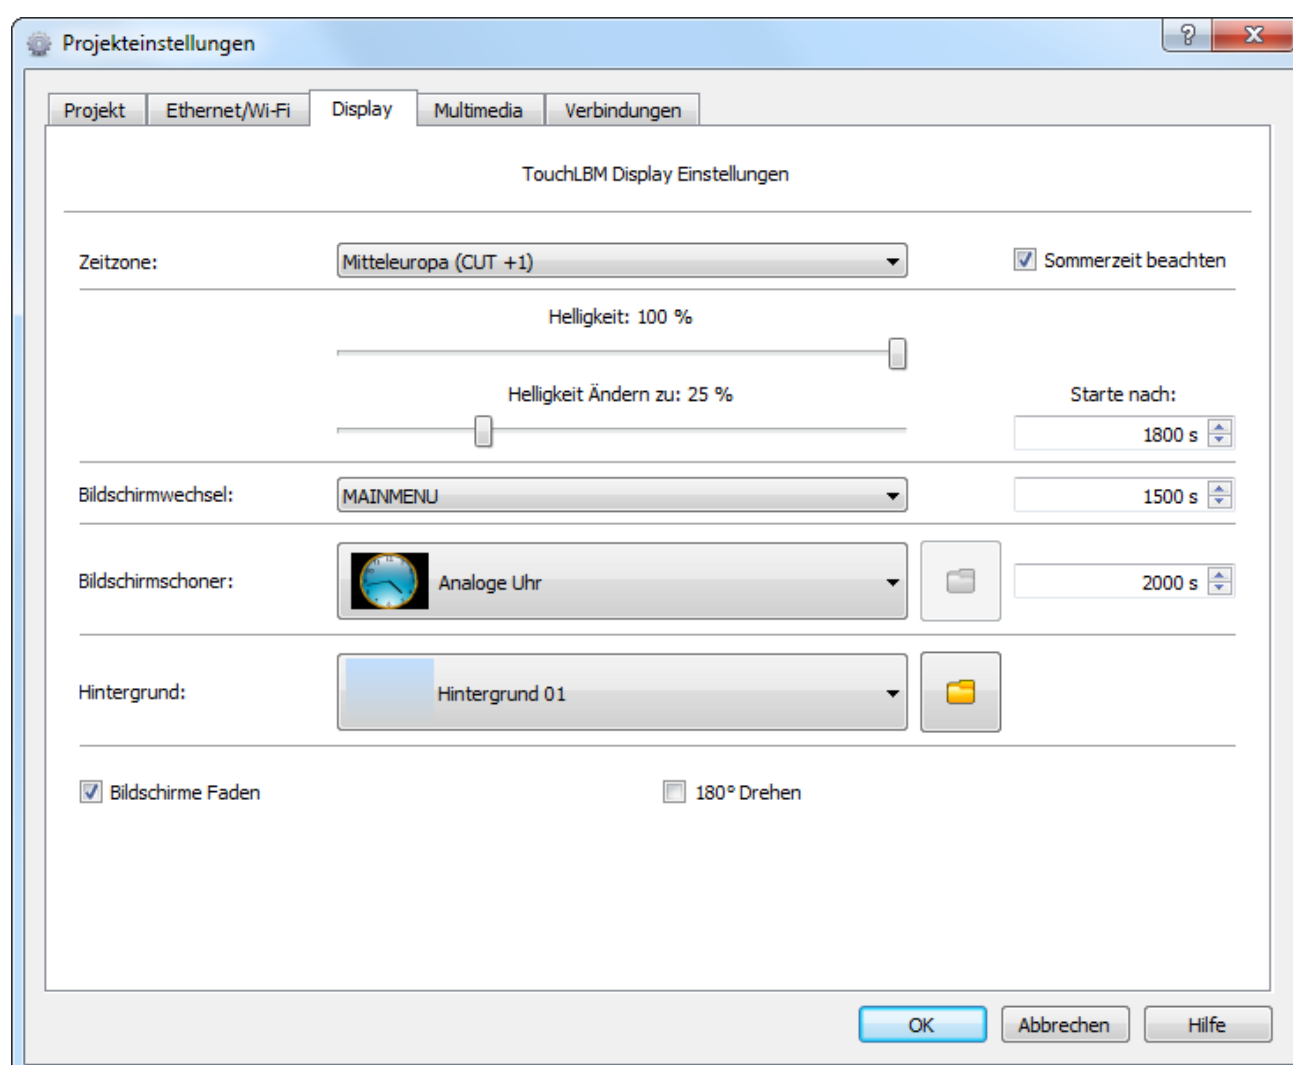 Projekteinstellungen
Projekt Ethernet/Wi-Fi Display Multimedia Verbindungen
TouchLBM Display Einstellungen
Zeitzone: Mitteleuropa (CUT +1) Sommerzeit beachten
Helligkeit: 100 %
Helligkeit Ändern zu: 25 % Starte nach:
1800 s
Bildschirmwechsel: MAINMENU 1500 s
Bildschirmschoner: Analoge Uhr 2000 s
Hintergrund: Hintergrund 01
Bildschirme Faden 180° Drehen
OK Abbrechen Hilfe